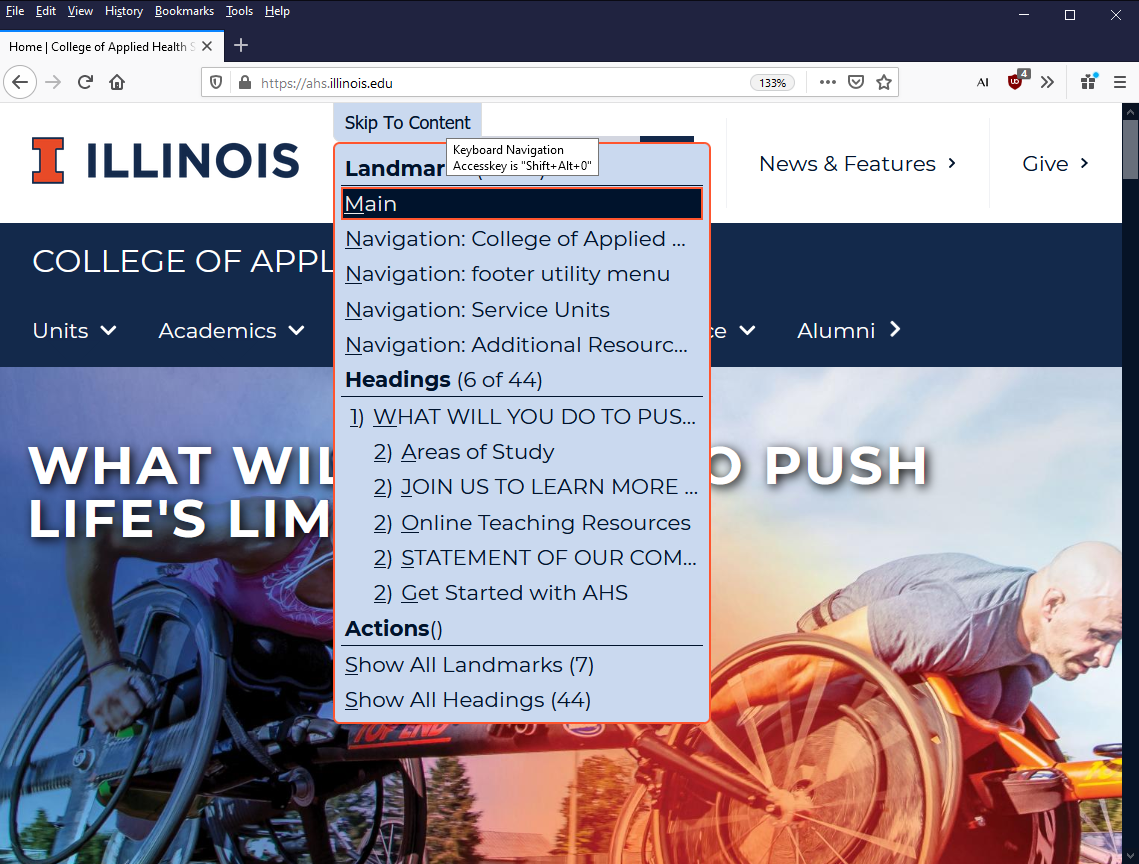 File Edit View History Bookmarks Tools Help
Home | College of Applied Health S
https://ahs.illinois.edu
133%
AI
4
Skip To Content
Keyboard Navigation
Accesskey is "Shift+Alt+0"
I ILLINOIS
News & Features
Give
Main
Navigation: College of Applied ...
Navigation: footer utility menu
Navigation: Service Units
Navigation: Additional Resourc...
Headings (6 of 44)
1) WHAT WILL YOU DO TO PUS...
2) Areas of Study
2) JOIN US TO LEARN MORE ...
2) Online Teaching Resources
2) STATEMENT OF OUR COM...
2) Get Started with AHS
Actions()
Show All Landmarks (7)
Show All Headings (44)
COLLEGE OF APPL
Units
Academics
Alumni
WHAT WIL
O PUSH
LIFE'S LIM
TOP END